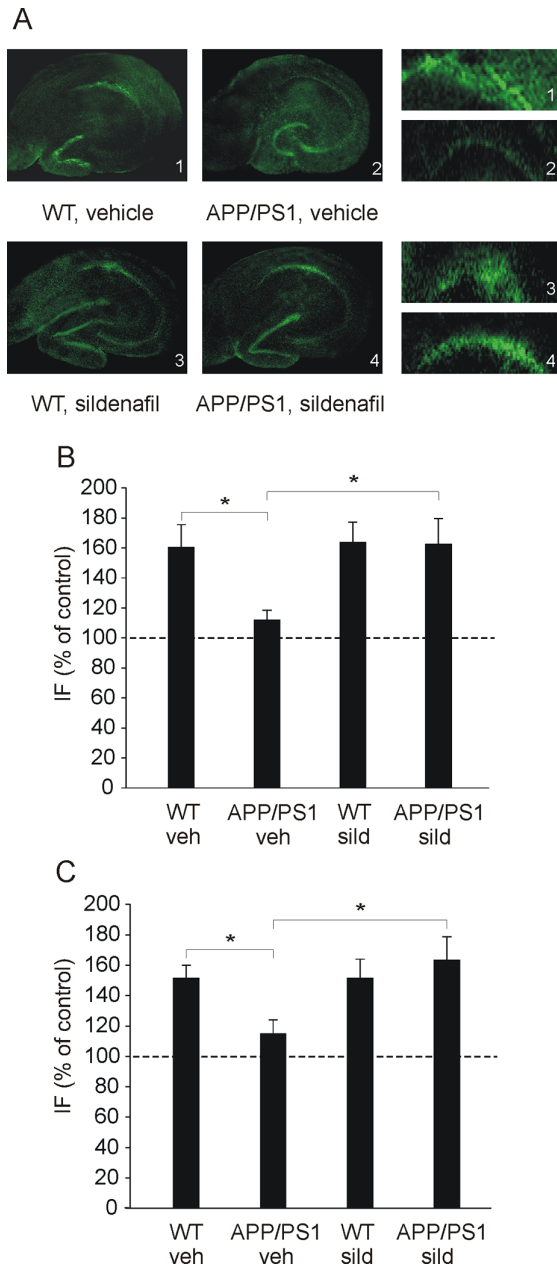 A
1
2
1
2
WT, vehicle
APP/PS1, vehicle
3
4
3
4
WT, sildenafil
APP/PS1, sildenafil
B
IF (% of control)
200
180
160
140
120
100
80
60
40
20
0
*
*
WT veh
APP/PS1 veh
WT sild
APP/PS1 sild
C
IF (% of control)
200
180
160
140
120
100
80
60
40
20
0
*
*
WT veh
APP/PS1 veh
WT sild
APP/PS1 sild